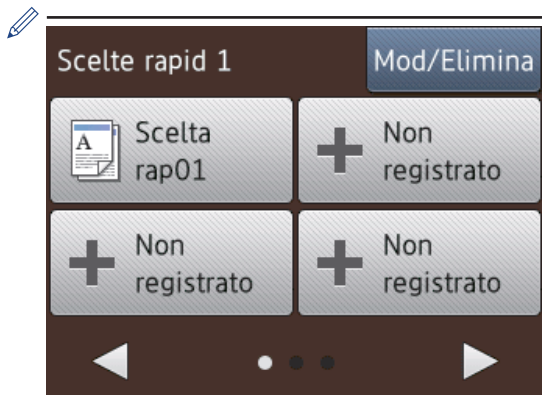 Scelte rapid 1
Mod/Elimina
A
Scelta
rap01
Non
registrato
Non
registrato
Non
registrato